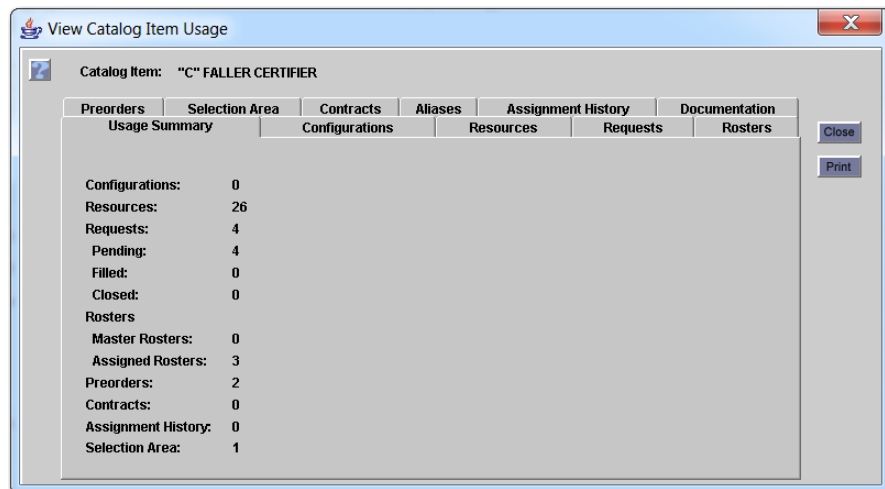 View Catalog Item Usage
X
?
Catalog Item: "C" FALLER CERTIFIER
Preorders Selection Area Contracts Aliases Assignment History Documentation
Usage Summary Configurations Resources Requests Rosters
Close
Print
Configurations: 0
Resources: 26
Requests: 4
Pending: 4
Filled: 0
Closed: 0
Rosters
Master Rosters: 0
Assigned Rosters: 3
Preorders: 2
Contracts: 0
Assignment History: 0
Selection Area: 1